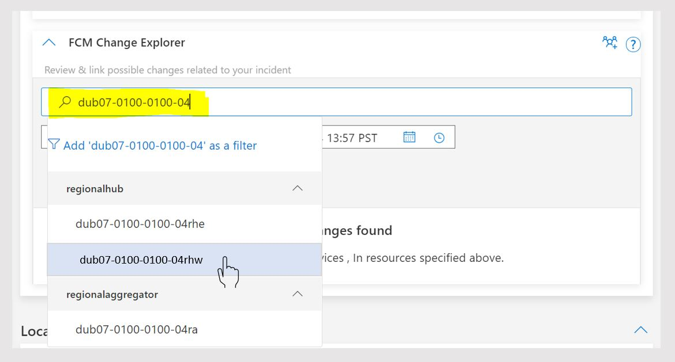 FCM Change Explorer
Review & link possible changes related to your incident
dub07-0100-0100-04
Add 'dub07-0100-0100-04' as a filter
13:57 PST
regionalhub
dub07-0100-0100-04rhe
nges found
dub07-0100-0100-04rhw
vices , In resources specified above.
regionalaggregator
Loca
dub07-0100-0100-04ra